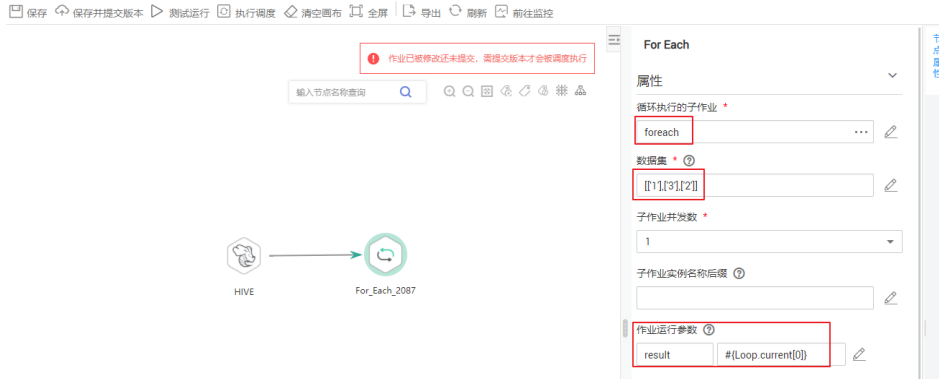 保存 保存并提交版本 测试运行 执行调度 清空画布 全屏 导出 刷新 前往监控
作业已被修改还未提交，需提交版本才会被调度执行
输入节点名称查询
HIVE
For_Each_2087
For Each
属性
循环执行的子作业 *
foreach ...
数据集 * ?
[['1'],['3'],['2']]
子作业并发数 *
1
子作业实例名称后缀 ?
作业运行参数 ?
result #{Loop.current[0]}
节点属性